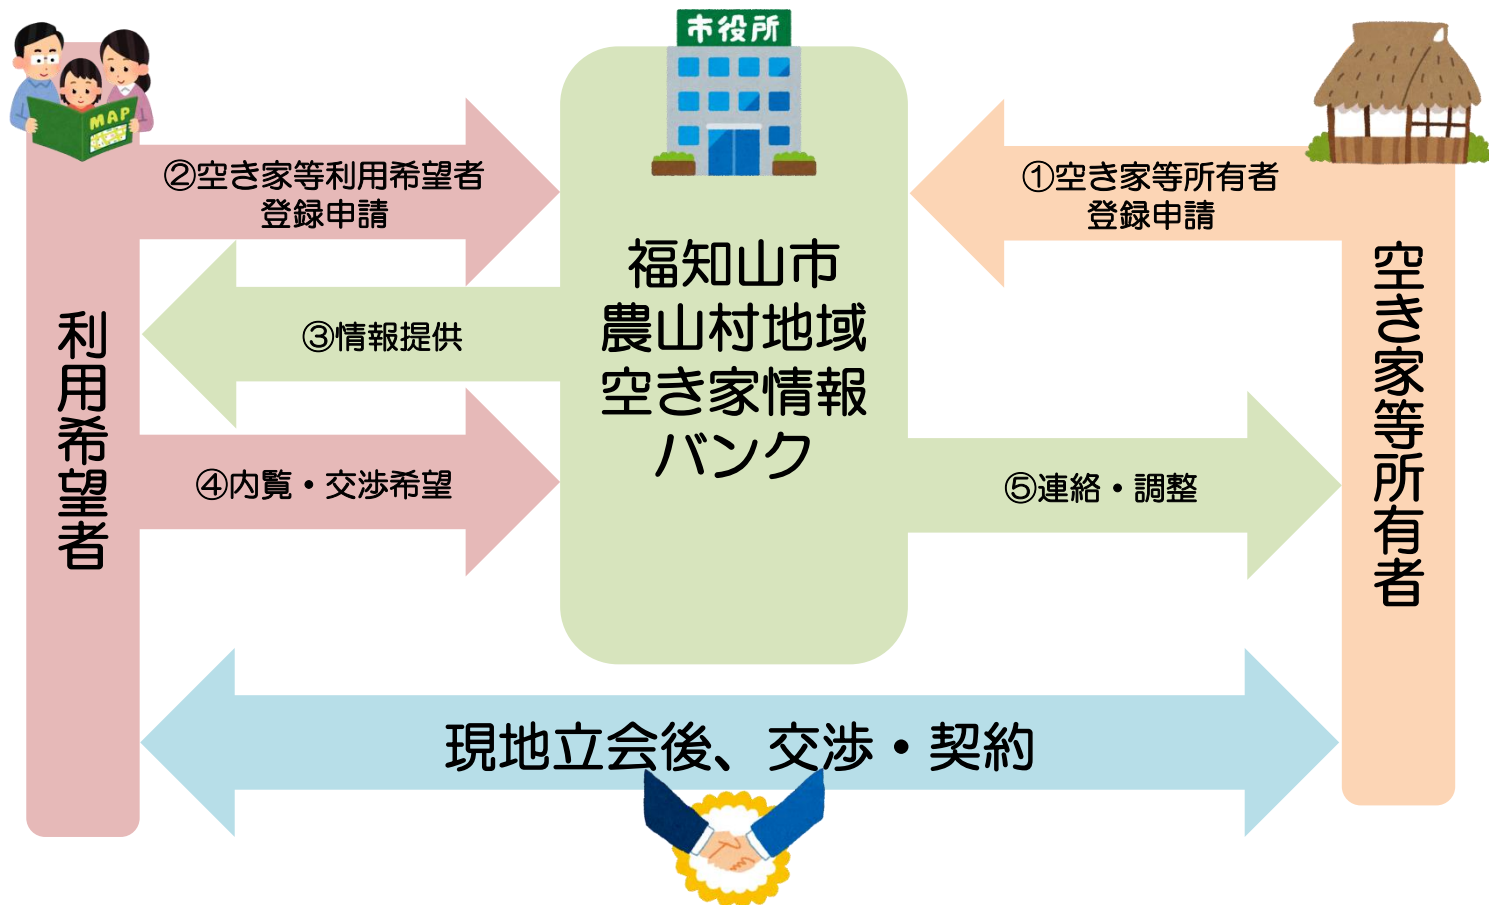 市役所
MAP
②空き家等利用希望者
登録申請
①空き家等所有者
登録申請
福知山市
農山村地域
空き家情報
バンク
③情報提供
利用希望者
空き家等所有者
④内覧・交渉希望
⑤連絡・調整
現地立会後、交渉・契約